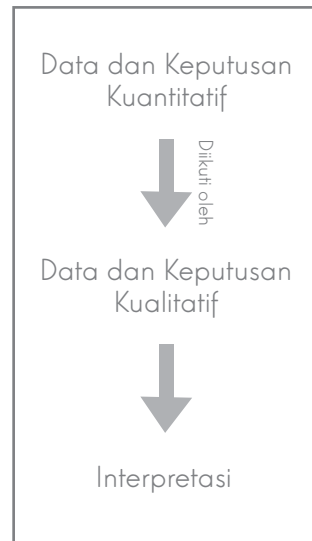 Data dan Keputusan
Kuantitatif
Diikuti oleh
Data dan Keputusan
Kualitatif
Interpretasi